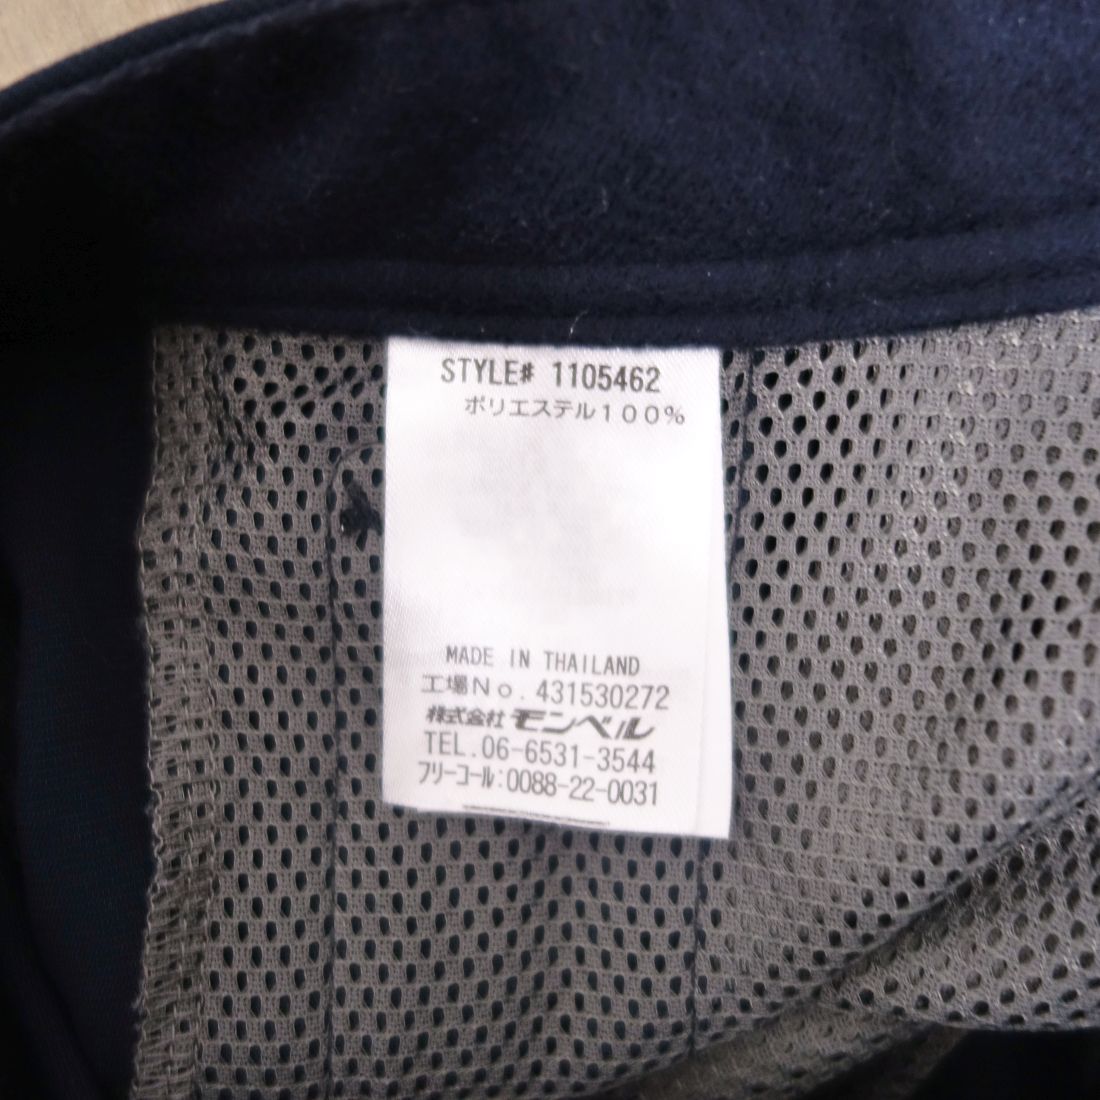 STYLE# 1105462
ポリエステル１００％
MADE IN THAILAND
工場Ｎｏ．431530272
株式会社モンベル
TEL.06-6531-3544
フリーコール:0088-22-0031